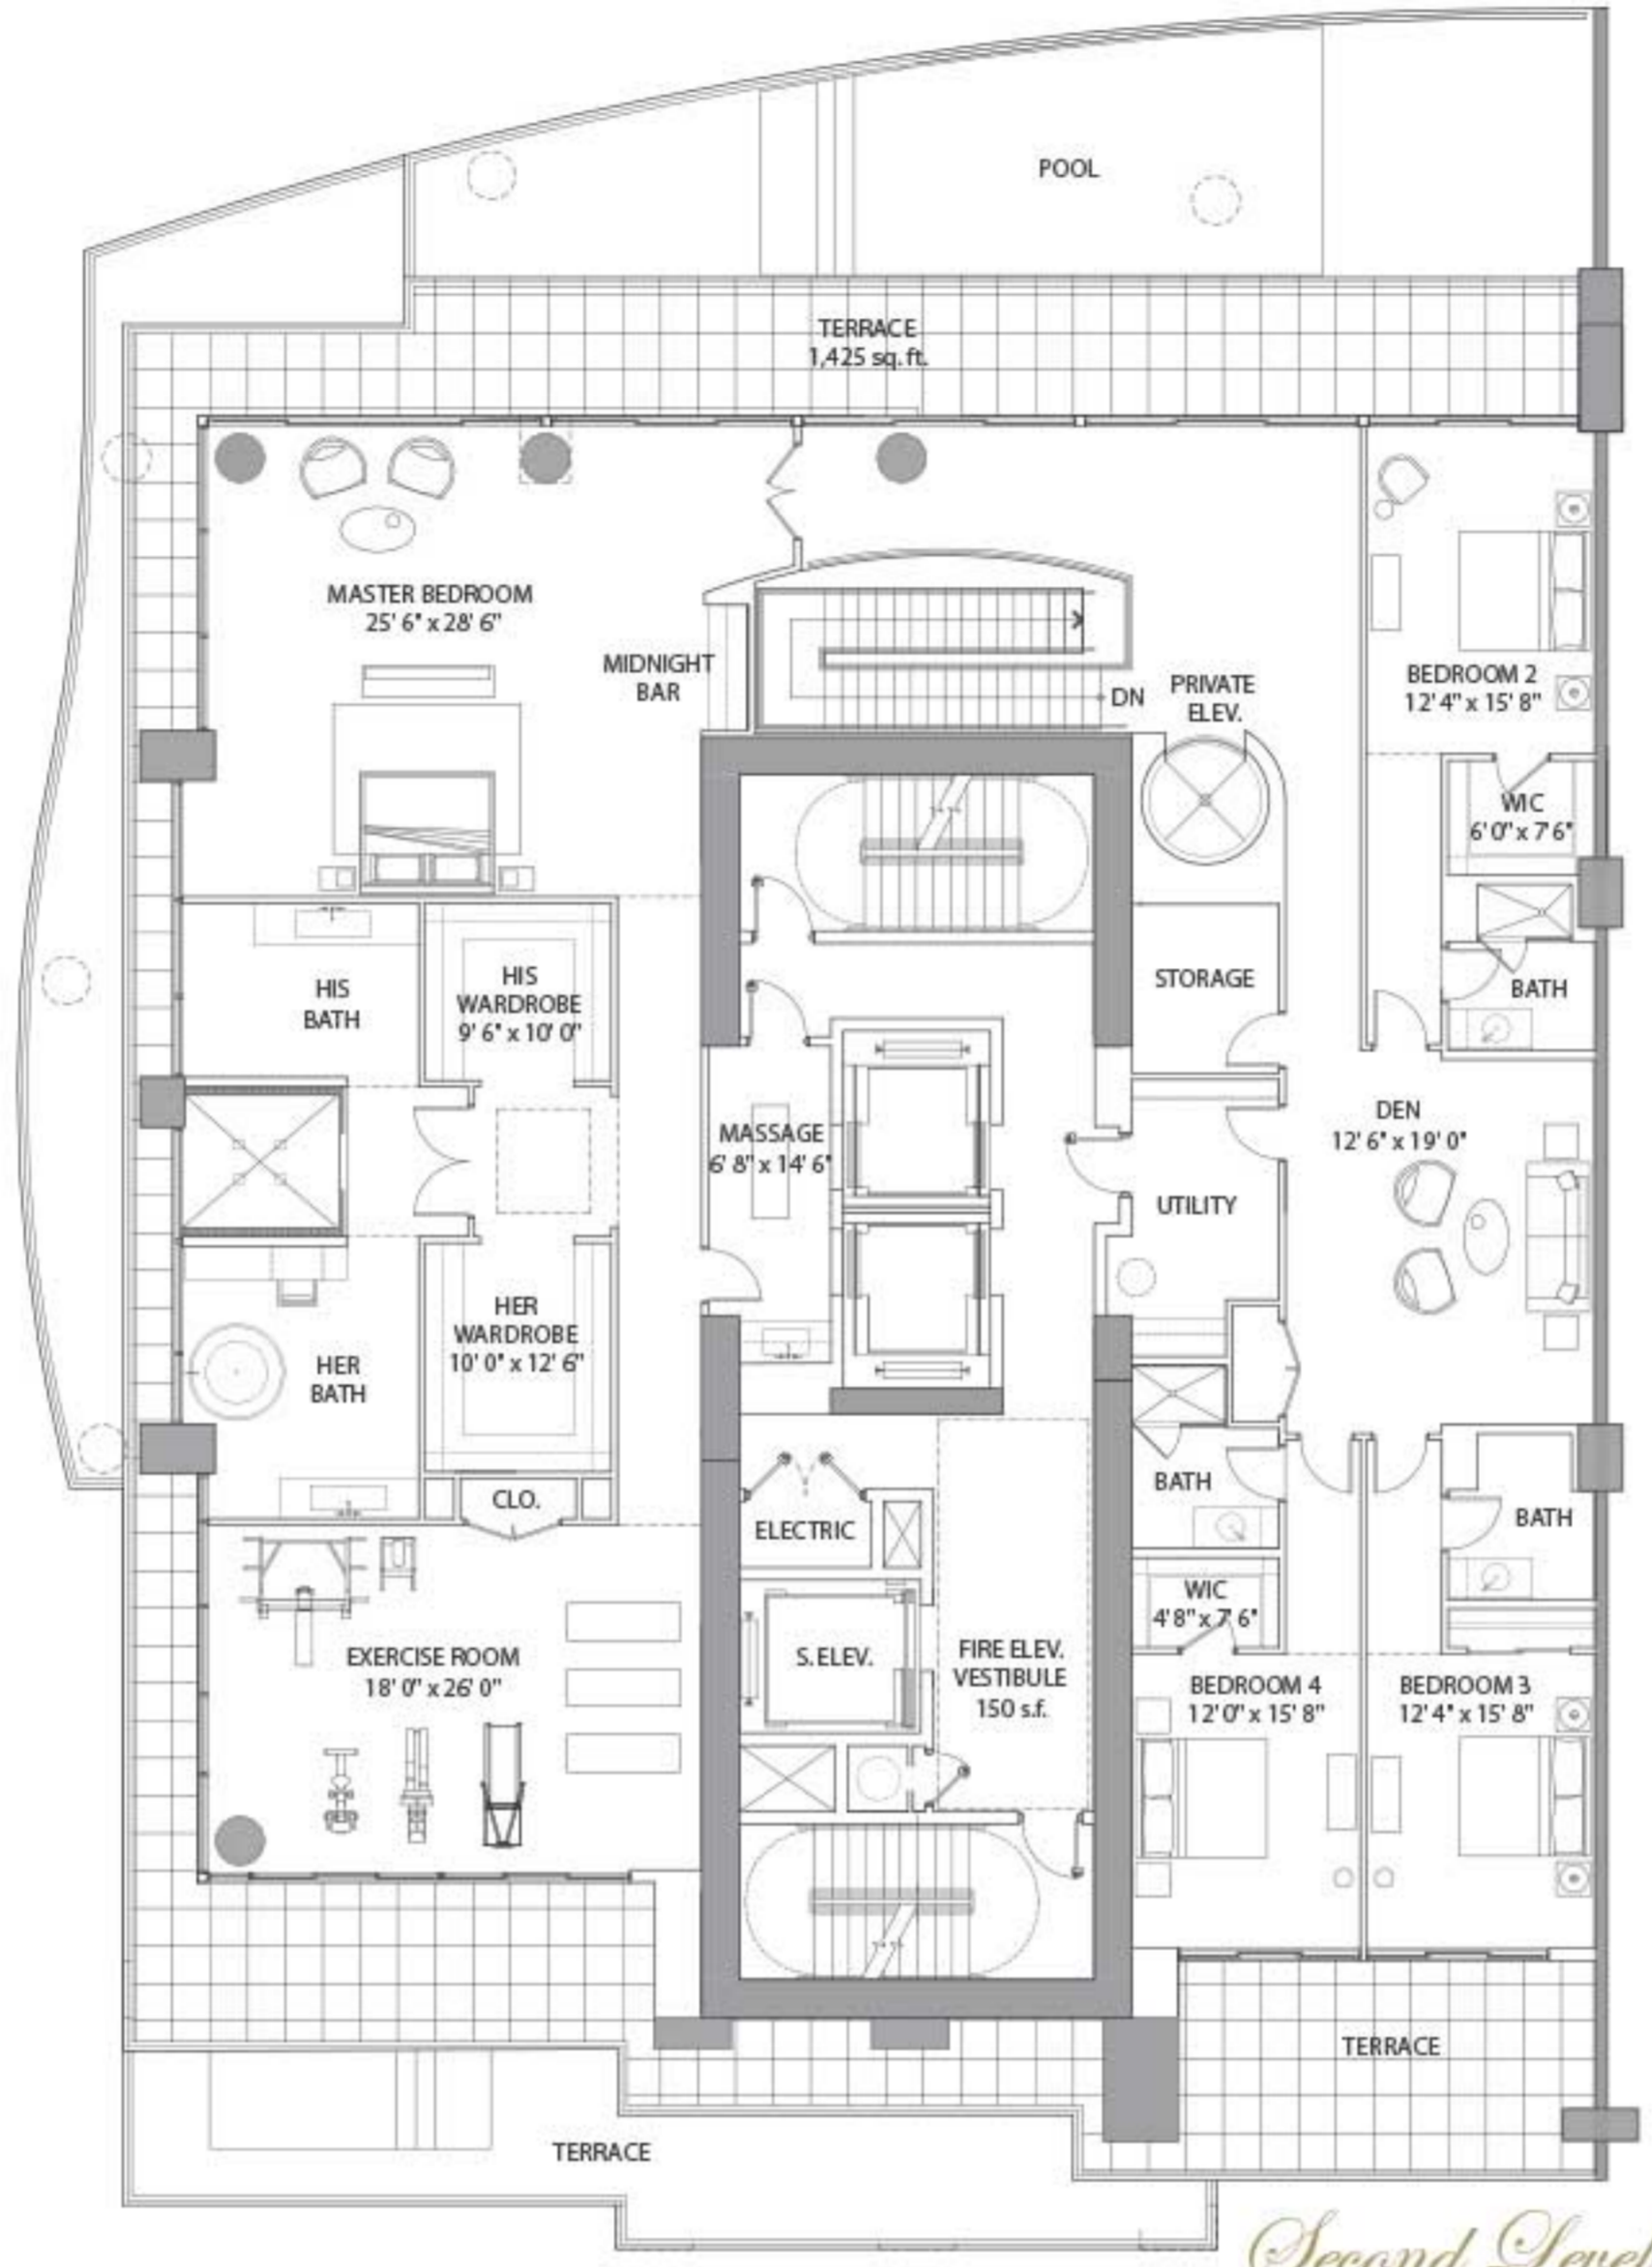 POOL
TERRACE
1,425 sq. ft.
MASTER BEDROOM
25' 6" x 28' 6"
MIDNIGHT
BAR
DN
PRIVATE
ELEV.
BEDROOM 2
12' 4" x 15' 8"
WIC
6' 0" x 7' 6"
HIS
BATH
HIS
WARDROBE
9' 6" x 10' 0"
STORAGE
BATH
DEN
12' 6" x 19' 0"
MASSAGE
6' 8" x 14' 6"
UTILITY
HER
WARDROBE
10' 0" x 12' 6"
HER
BATH
CLO.
BATH
ELECTRIC
BATH
WIC
4' 8" x 7' 6"
EXERCISE ROOM
18' 0" x 26' 0"
S. ELEV.
FIRE ELEV.
VESTIBULE
150 s.f.
BEDROOM 4
12' 0" x 15' 8"
BEDROOM 3
12' 4" x 15' 8"
TERRACE
TERRACE
Second Level